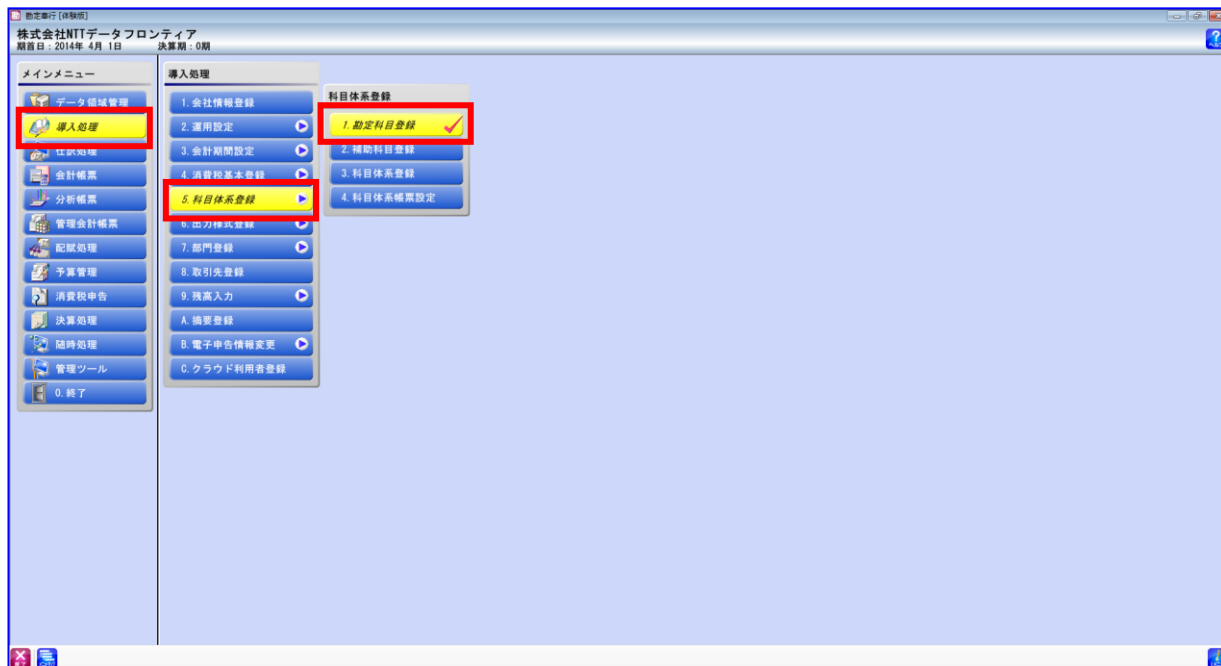 勘定奉行[体験版]
株式会社NTTデータフロンティア
期首日：2014年 4月 1日 決算期：0期
メインメニュー
データ領域管理
導入処理
仕訳処理
会計帳票
分析帳票
管理会計帳票
配賦処理
予算管理
消費税申告
決算処理
随時処理
管理ツール
0.終了
導入処理
1.会社情報登録
2.運用設定
3.会計期間設定
4.消費税基本登録
5.科目体系登録
6.出力様式登録
7.部門登録
8.取引先登録
9.残高入力
A.摘要登録
B.電子申告情報変更
C.クラウド利用者登録
科目体系登録
1.勘定科目登録
2.補助科目登録
3.科目体系登録
4.科目体系帳票設定